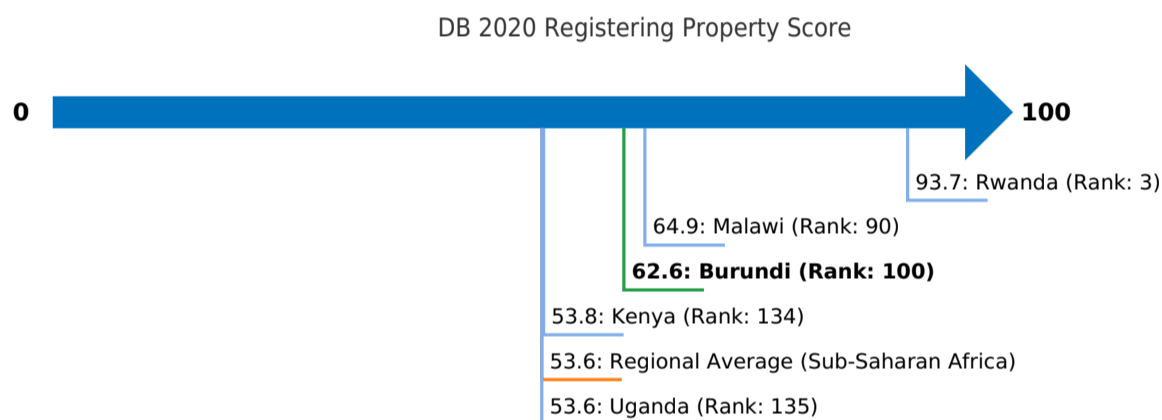 DB 2020 Registering Property Score
0
100
93.7: Rwanda (Rank: 3)
64.9: Malawi (Rank: 90)
62.6: Burundi (Rank: 100)
53.8: Kenya (Rank: 134)
53.6: Regional Average (Sub-Saharan Africa)
53.6: Uganda (Rank: 135)